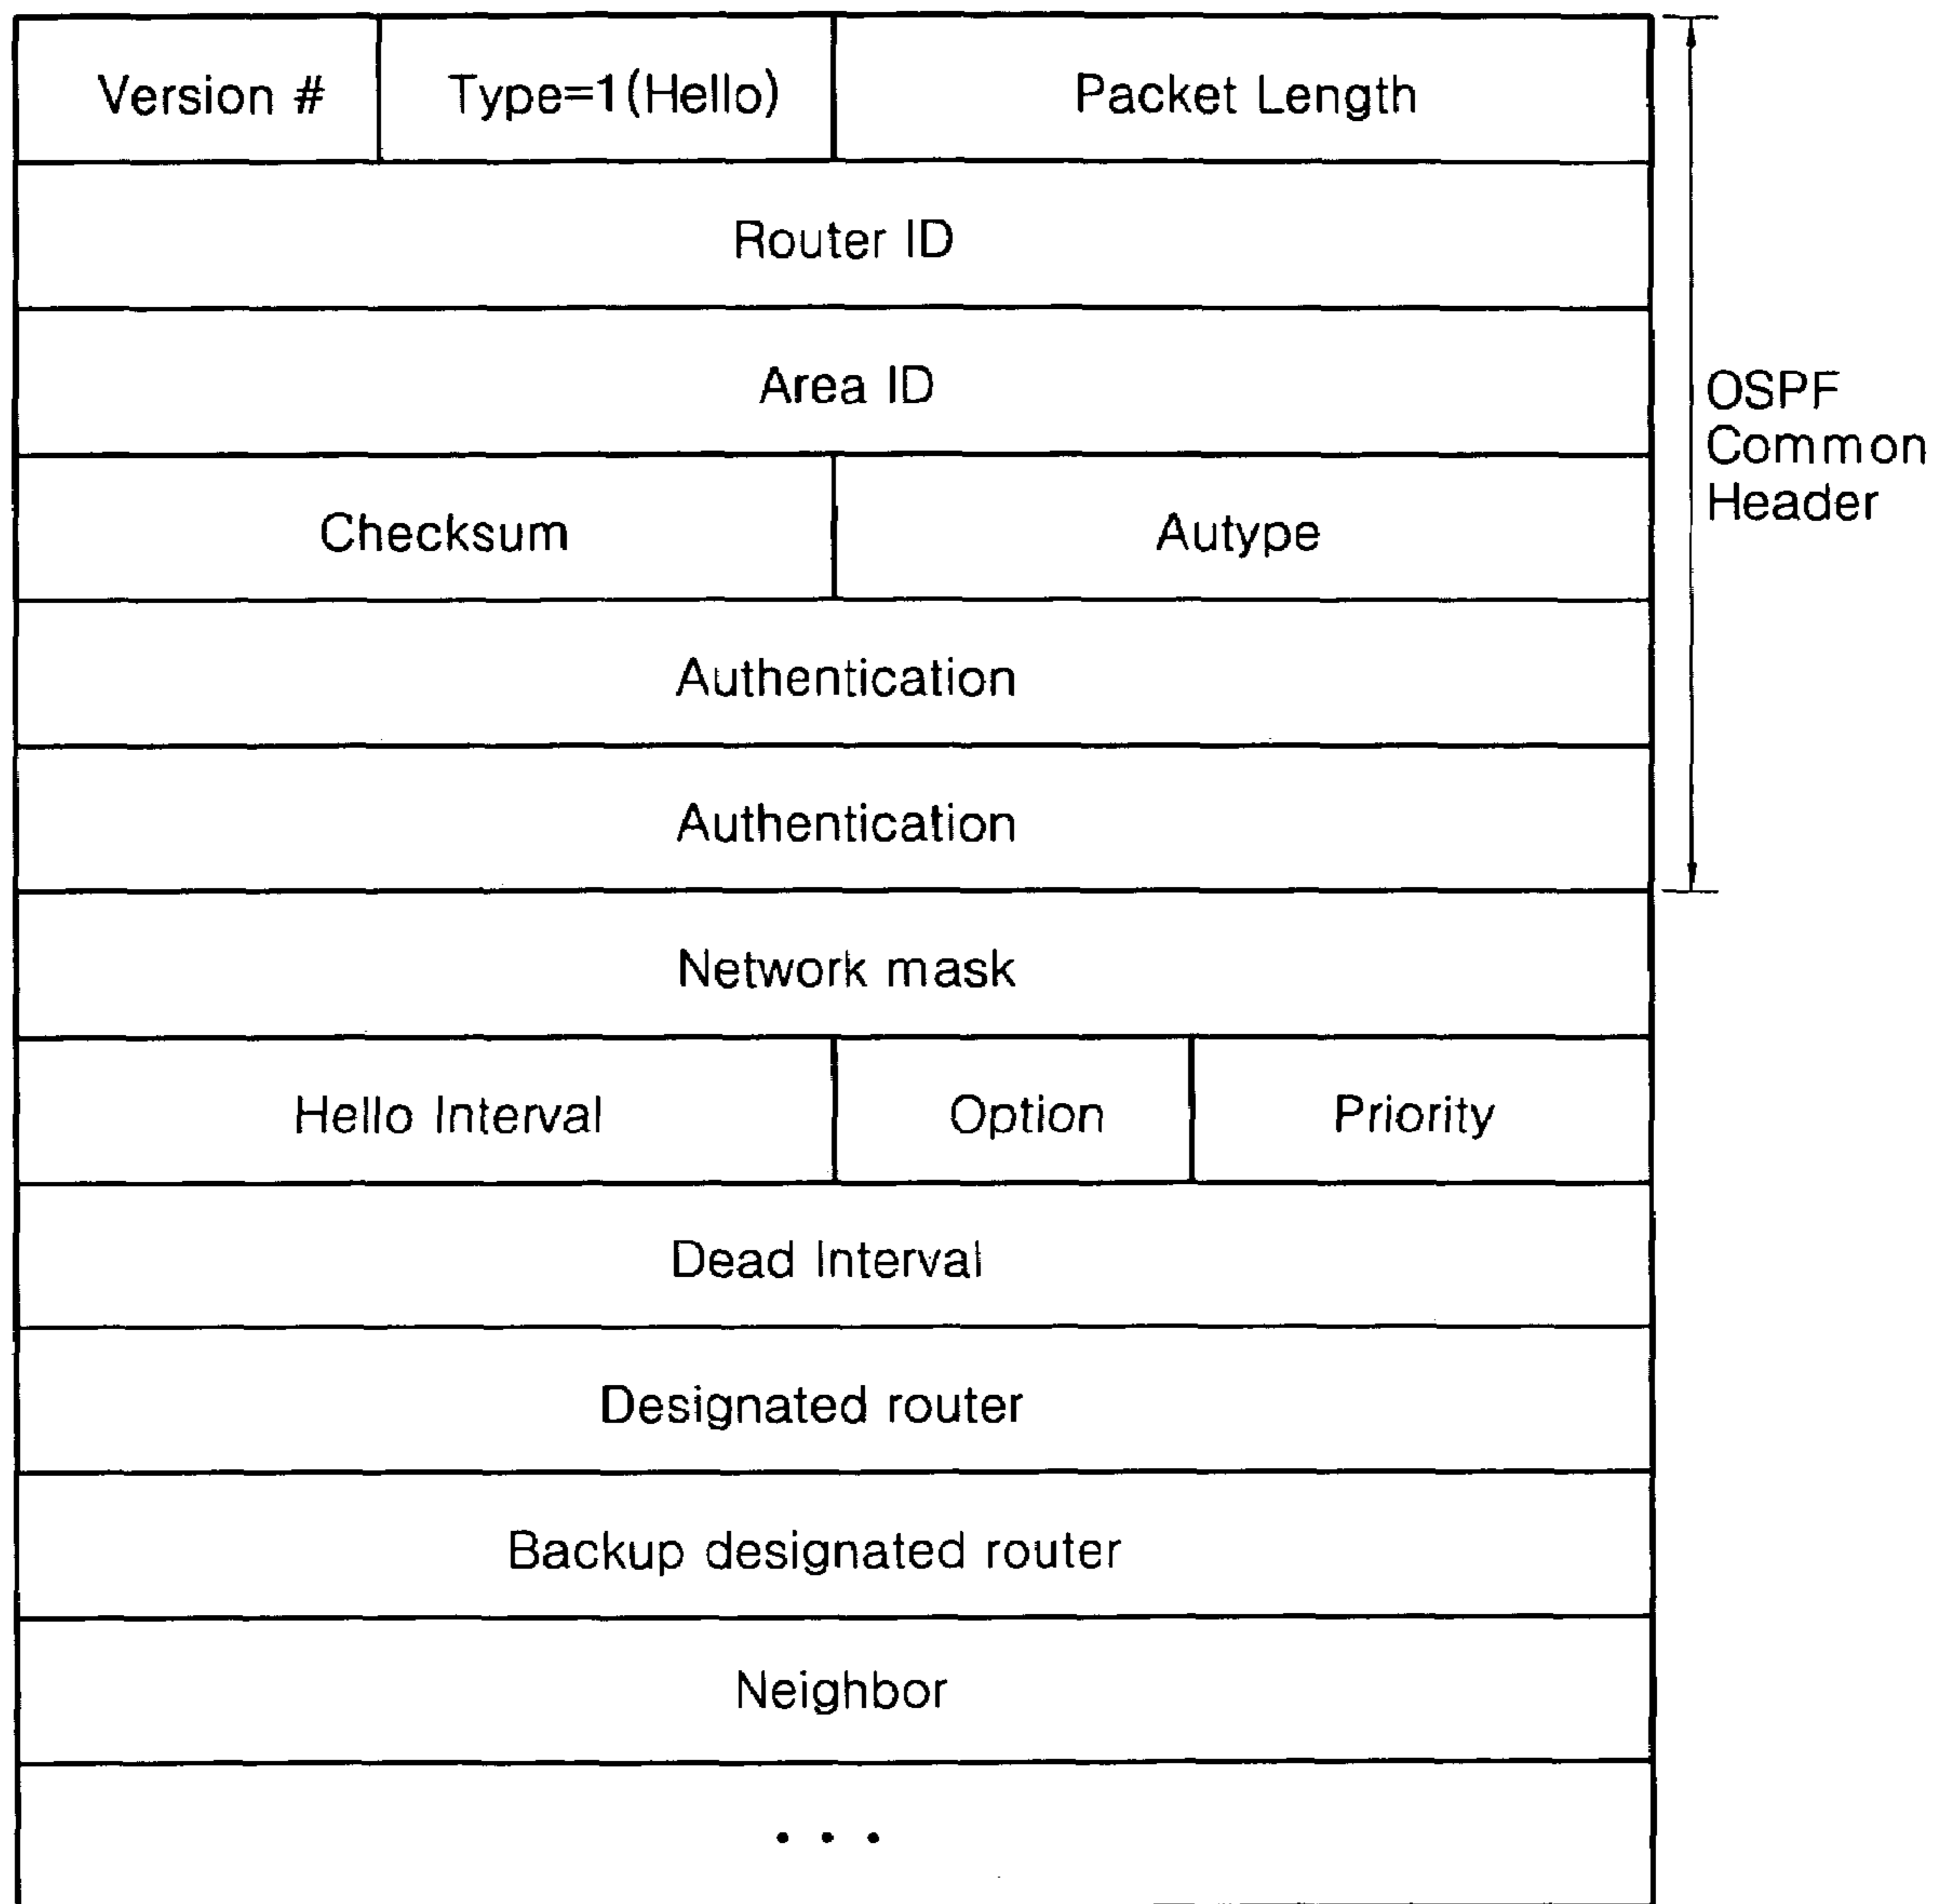 Version #
Type=1(Hello)
Packet Length
Router ID
Area ID
OSPF
Common
Header
Checksum
Autype
Authentication
Authentication
Network mask
Hello Interval
Option
Priority
Dead Interval
Designated router
Backup designated router
Neighbor
• • •